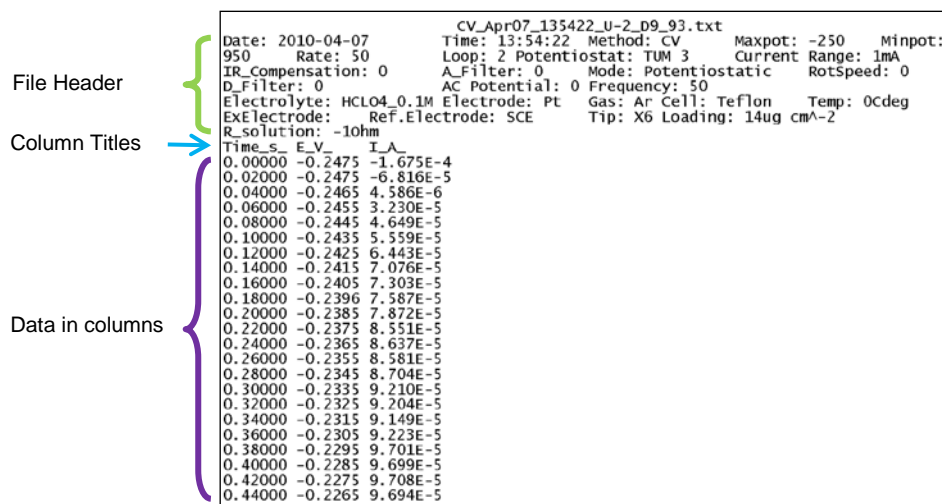 CV_Apr07_135422_U-2_D9_93.txt
Date: 2010-04-07 Time: 13:54:22 Method: CV Maxpot: -250 Minpot:
950 Rate: 50 Loop: 2 Potentiostat: TUM 3 Current Range: 1mA
IR_Compensation: 0 A_Filter: 0 Mode: Potentiostatic RotSpeed: 0
D_Filter: 0 AC Potential: 0 Frequency: 50
Electrolyte: HCLO4_0.1M Electrode: Pt Gas: Ar Cell: Teflon Temp: 0Cdeg
ExElectrode: Ref.Electrode: SCE Tip: X6 Loading: 14ug cm^-2
R_solution: -1Ohm
File Header
Column Titles
Time_s_ E_V_ I_A_
0.00000 -0.2475 -1.675E-4
0.02000 -0.2475 -6.816E-5
0.04000 -0.2465 4.586E-6
0.06000 -0.2455 3.230E-5
0.08000 -0.2445 4.649E-5
0.10000 -0.2435 5.559E-5
0.12000 -0.2425 6.443E-5
0.14000 -0.2415 7.076E-5
0.16000 -0.2405 7.303E-5
0.18000 -0.2396 7.587E-5
0.20000 -0.2385 7.872E-5
0.22000 -0.2375 8.551E-5
0.24000 -0.2365 8.637E-5
0.26000 -0.2355 8.581E-5
0.28000 -0.2345 8.704E-5
0.30000 -0.2335 9.210E-5
0.32000 -0.2325 9.204E-5
0.34000 -0.2315 9.149E-5
0.36000 -0.2305 9.223E-5
0.38000 -0.2295 9.701E-5
0.40000 -0.2285 9.699E-5
0.42000 -0.2275 9.708E-5
0.44000 -0.2265 9.694E-5
Data in columns